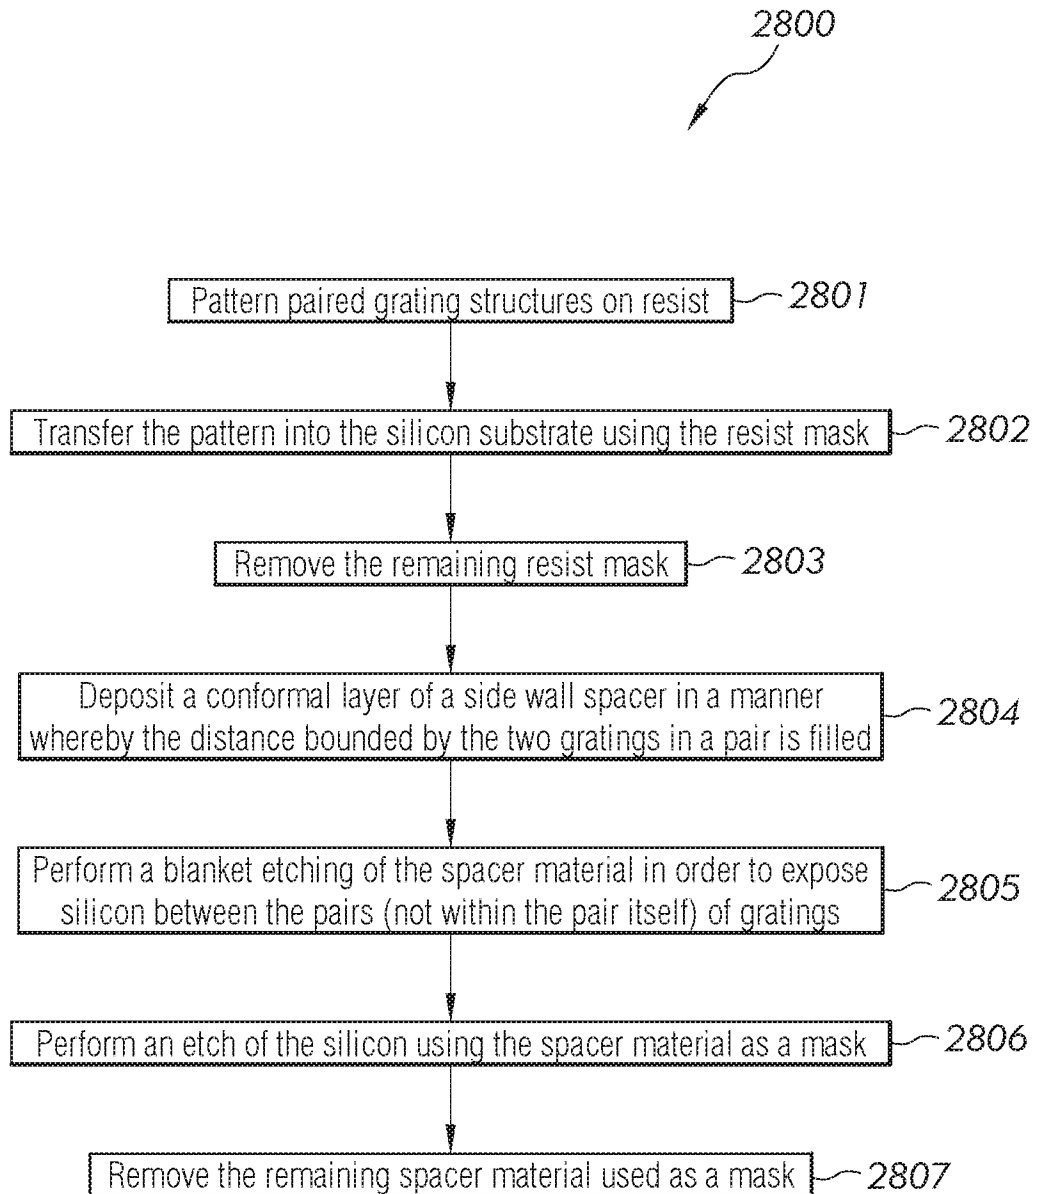 2800
Pattern paired grating structures on resist 2801
Transfer the pattern into the silicon substrate using the resist mask 2802
Remove the remaining resist mask 2803
Deposit a conformal layer of a side wall spacer in a manner
whereby the distance bounded by the two gratings in a pair is filled 2804
Perform a blanket etching of the spacer material in order to expose
silicon between the pairs (not within the pair itself) of gratings 2805
Perform an etch of the silicon using the spacer material as a mask 2806
Remove the remaining spacer material used as a mask 2807